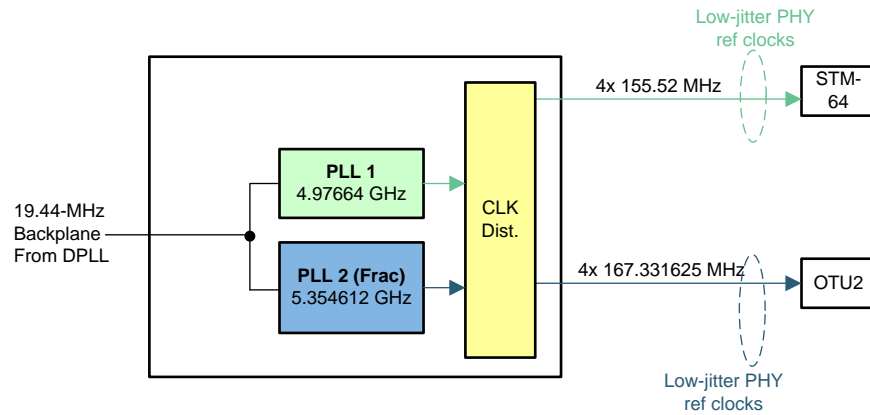 Low-jitter PHY
ref clocks
STM-
64
4x 155.52 MHz
PLL 1
4.97664 GHz
19.44-MHz
Backplane
From DPLL
CLK
Dist.
PLL 2 (Frac)
5.354612 GHz
4x 167.331625 MHz
OTU2
Low-jitter PHY
ref clocks